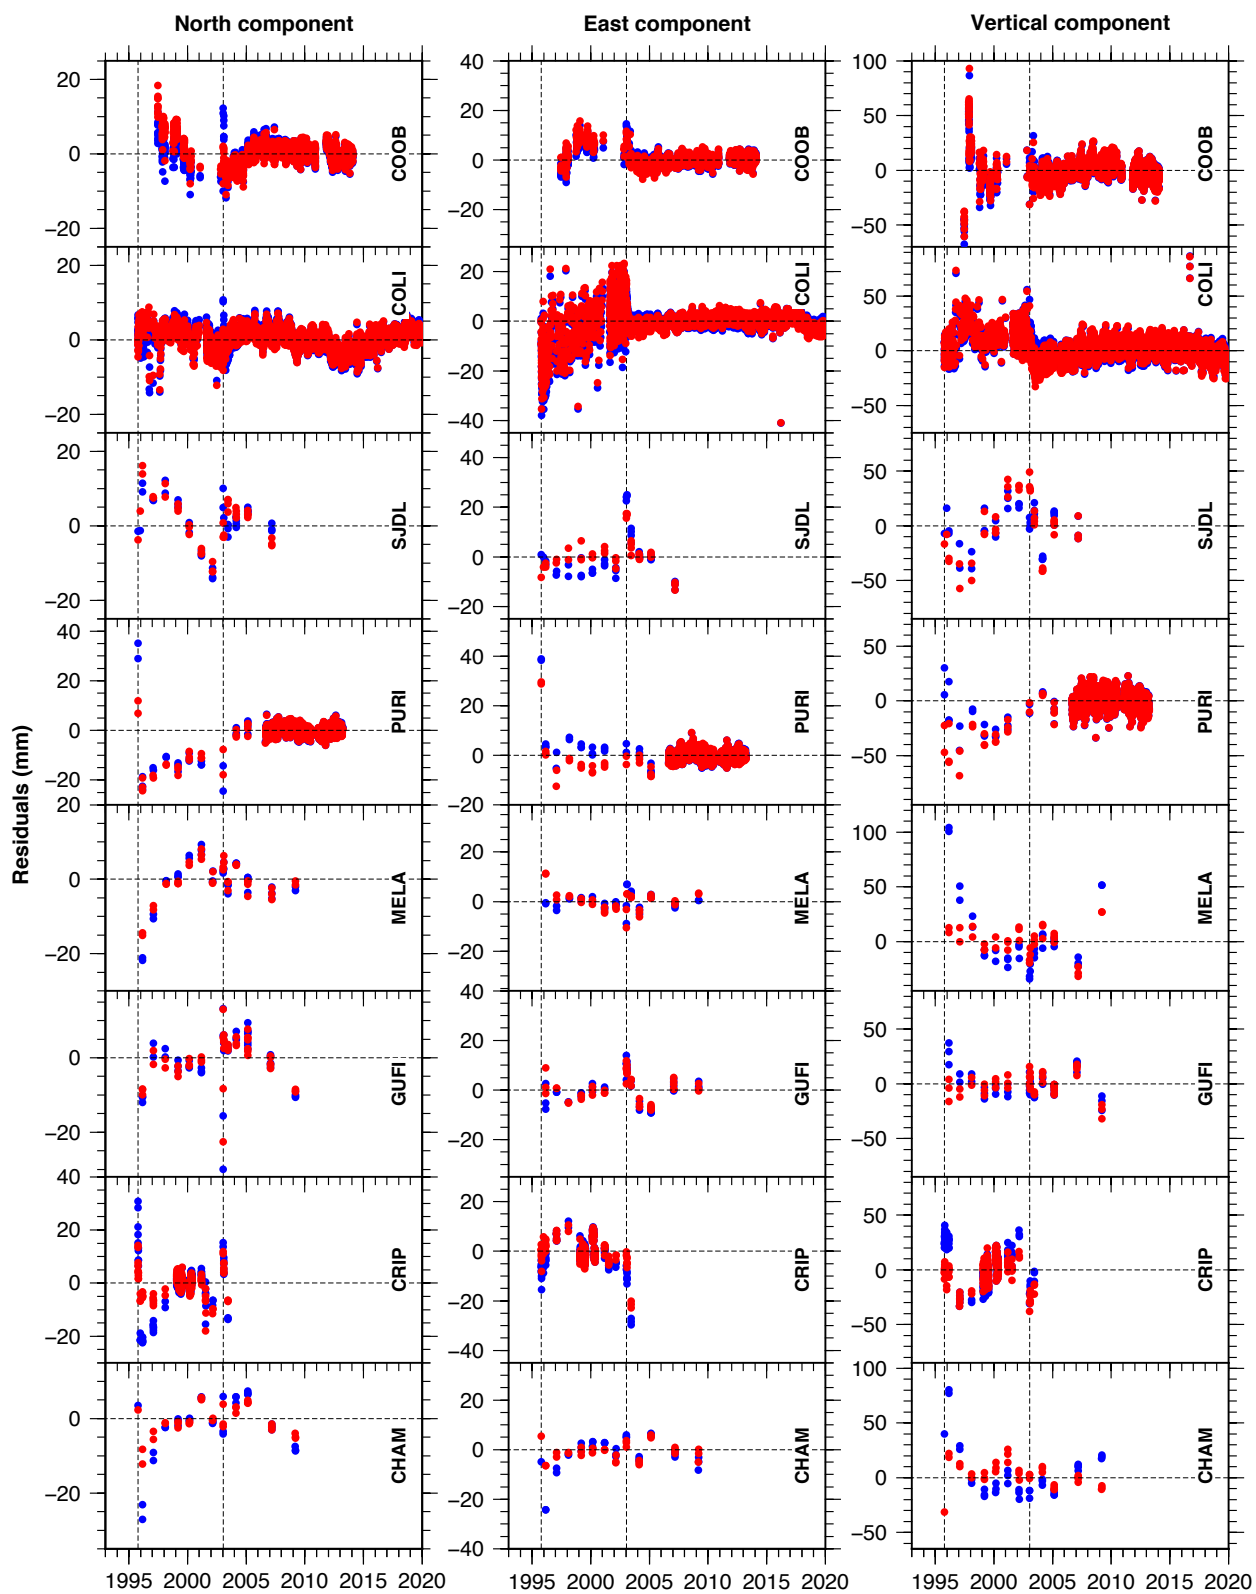 North component East component Vertical component
20 0 −20 COOB 40 20 0 −20 COOB 100 50 0 −50 COOB
20 0 −20 COLI 20 0 −20 −40 COLI 50 0 −50 COLI
20 0 −20 SJDL 40 20 0 −20 SJDL 50 0 −50 SJDL
40 20 0 −20 PURI 40 20 0 −20 PURI 50 0 −50 PURI
Residuals (mm)
20 0 −20 MELA 20 0 −20 MELA 100 50 0 MELA
0 −20 GUFI 40 20 0 −20 GUFI 50 0 −50 GUFI
40 20 0 −20 CRIP 20 0 −20 −40 CRIP 50 0 −50 CRIP
0 −20 CHAM 20 0 −20 −40 CHAM 100 50 0 −50 CHAM
1995 2000 2005 2010 2015 2020 1995 2000 2005 2010 2015 2020 1995 2000 2005 2010 2015 2020